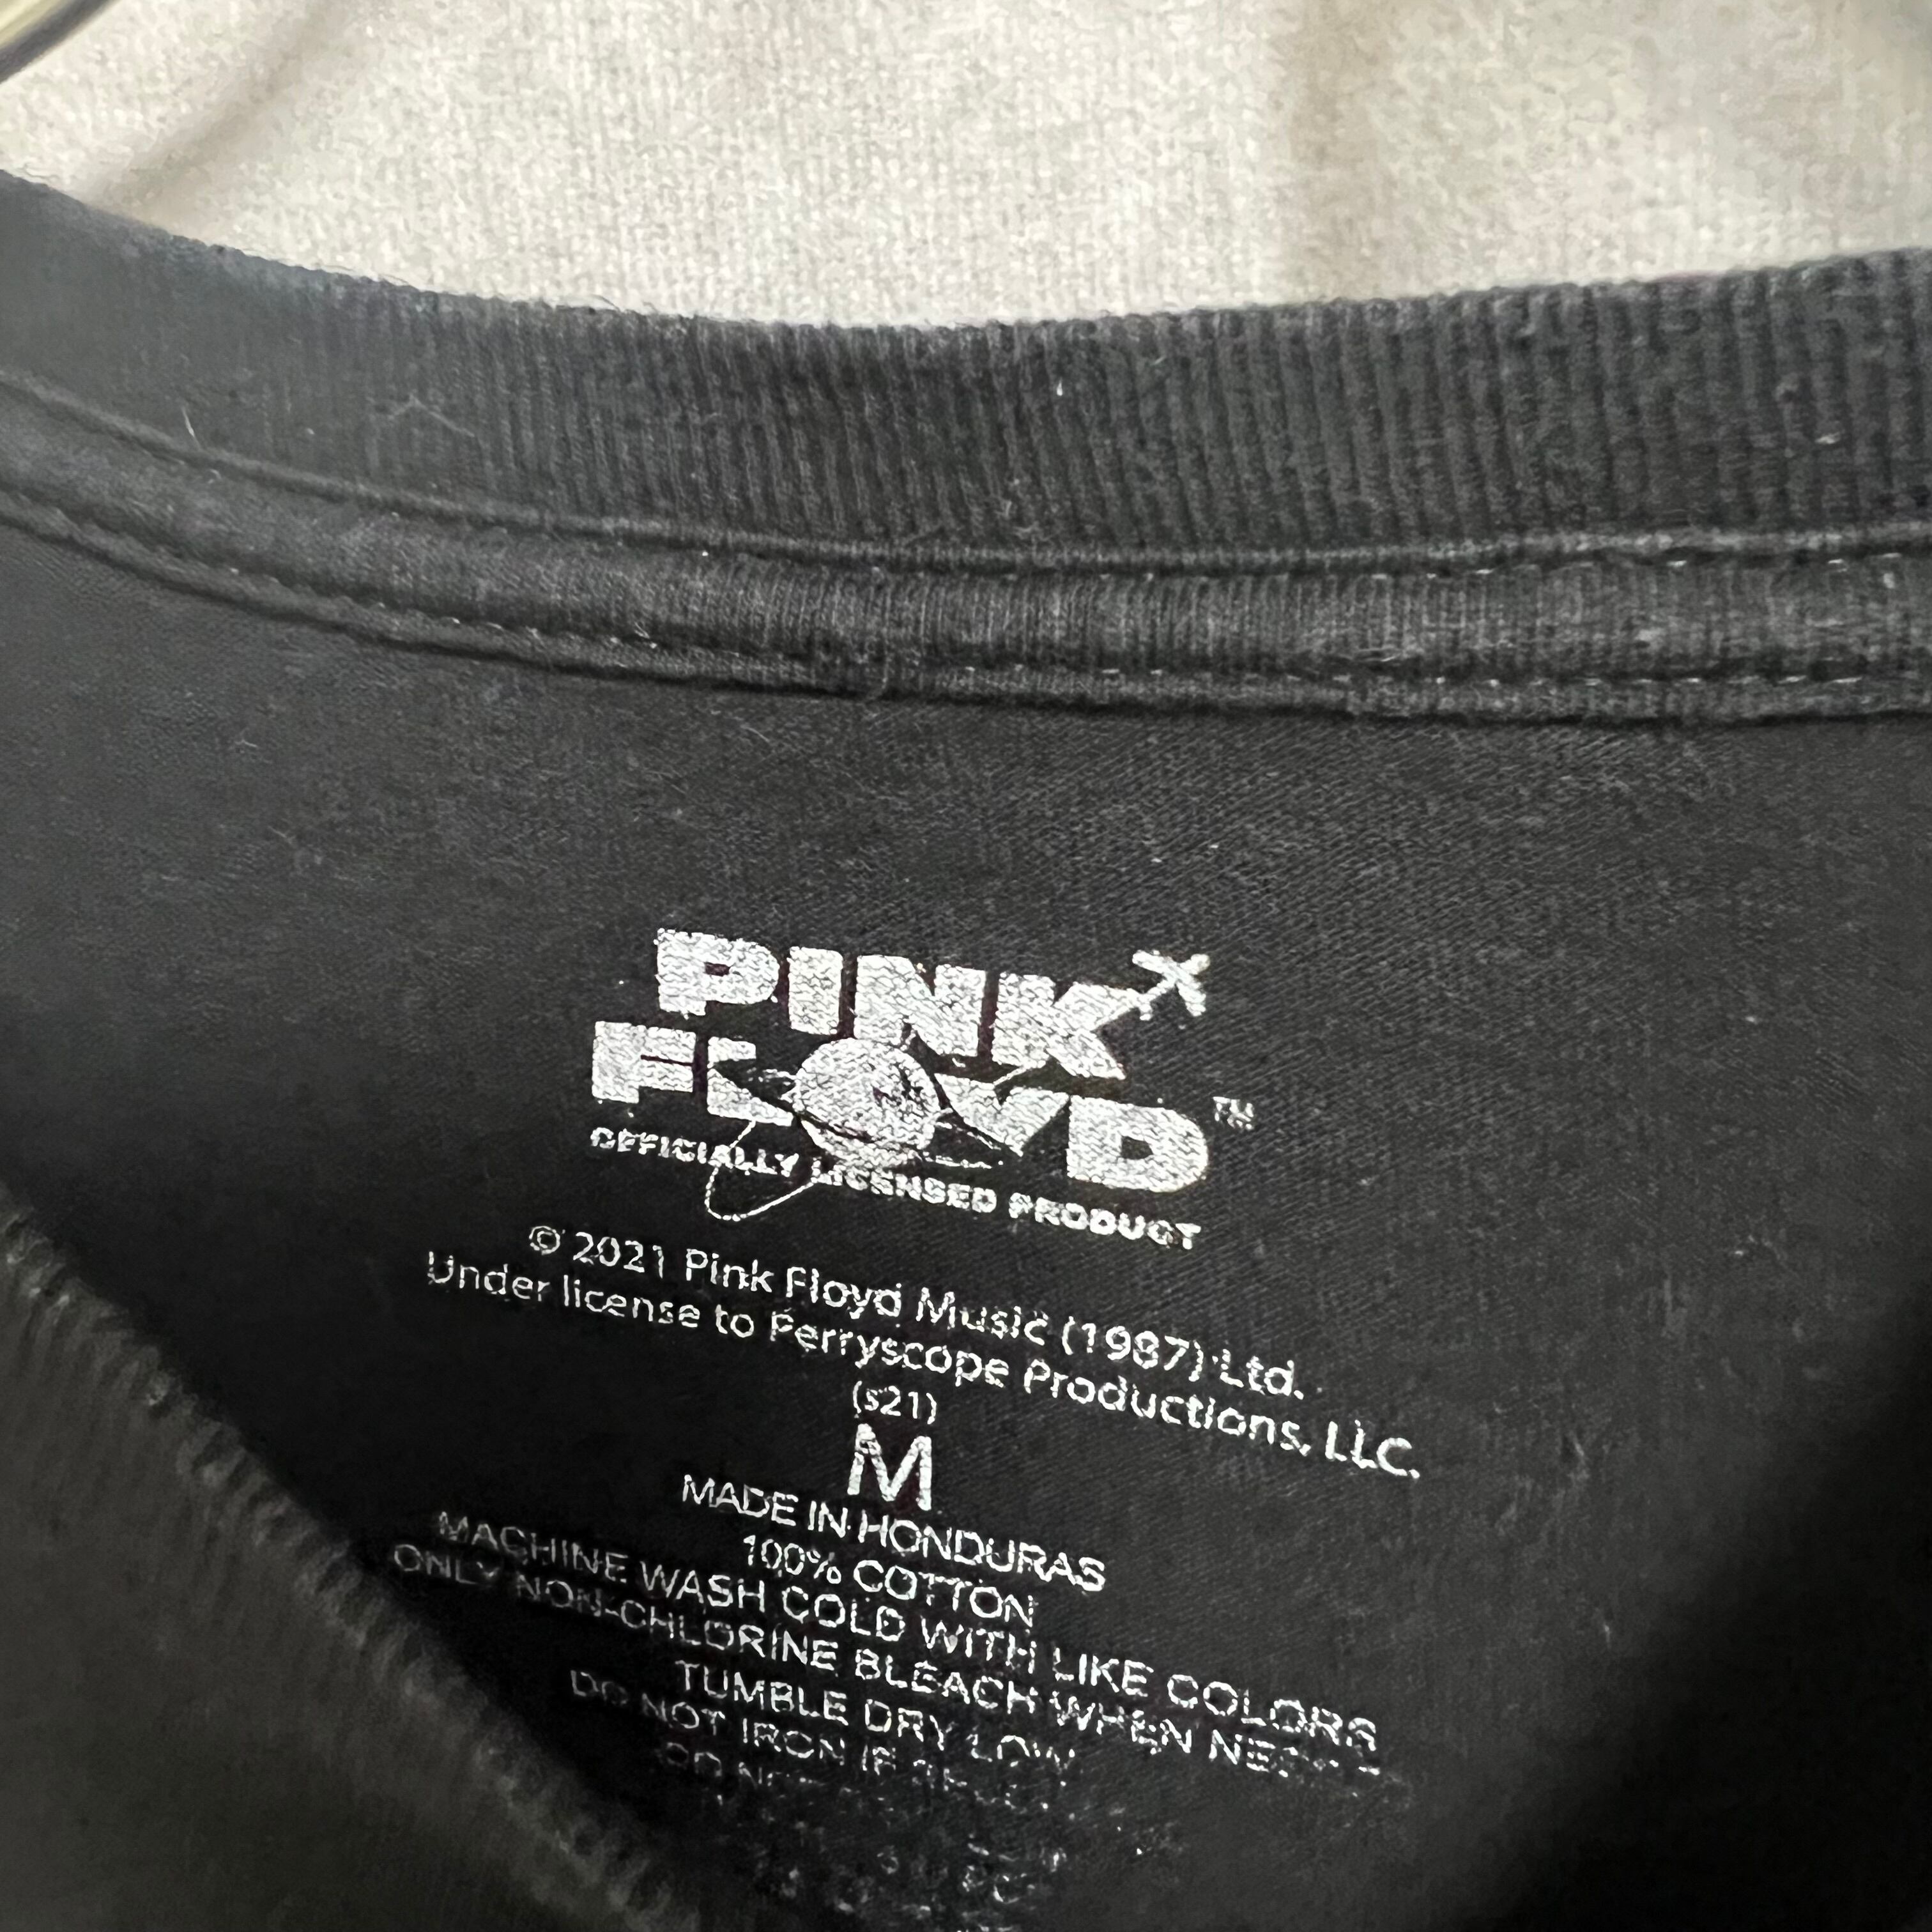 PINK
FLOYD™
OFFICIALLY LICENSED PRODUCT
© 2021 Pink Floyd Music (1987) Ltd.
Under license to Perryscope Productions, LLC.
(s21)
M
MADE IN HONDURAS
100% COTTON
MACHINE WASH COLD WITH LIKE COLORS
ONLY NON-CHLORINE BLEACH WHEN
TUMBLE DRY LOW
DO NOT IRON IF